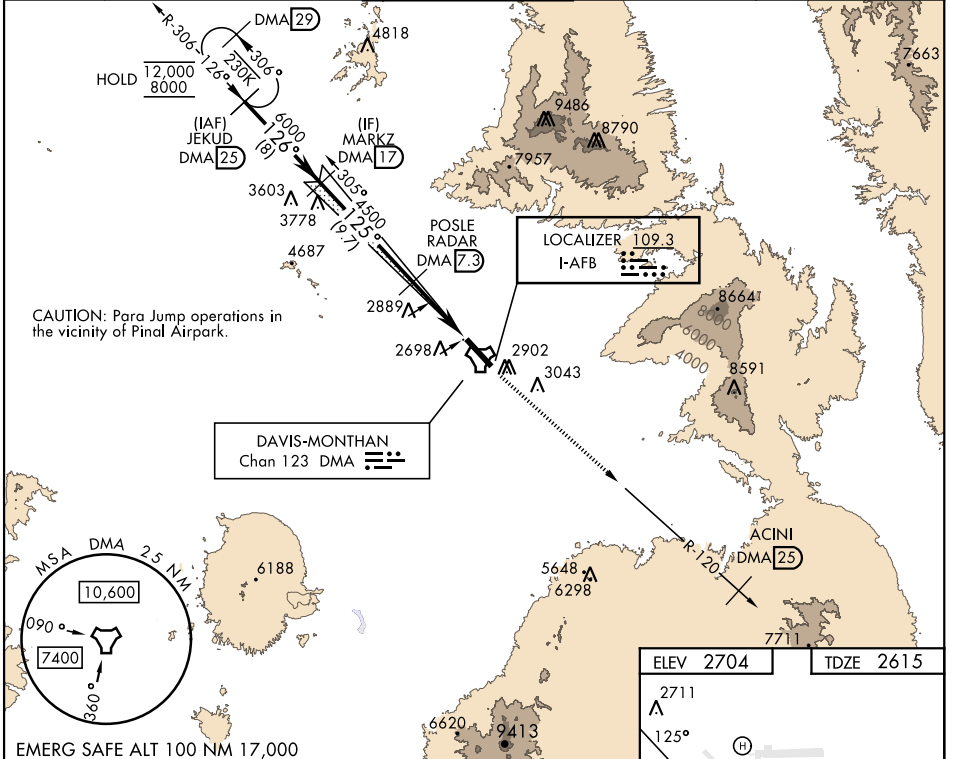 DMA 29
4818
R-306
126°
306°
230K
HOLD 12,000
8000
7663
(IAF)
JEKUD
DMA 25
6000
126°
(8)
(IF)
MARKZ
DMA 17
305°
4500
125°
(9.7)
9486
8790
7957
3603
3778
4687
POSLE
RADAR
DMA 7.3
LOCALIZER 109.3
I-AFB
2889
8664
8000
6000
4000
CAUTION: Para Jump operations in
the vicinity of Pinal Airpark.
2698
2902
3043
8591
DAVIS-MONTHAN
Chan 123 DMA
ACINI
DMA 25
R-120
MSA DMA 25 NM
10,600
090°
7400
360°
6188
5648
6298
7711
ELEV 2704
TDZE 2615
2711
125°
H
6620
9413
EMERG SAFE ALT 100 NM 17,000